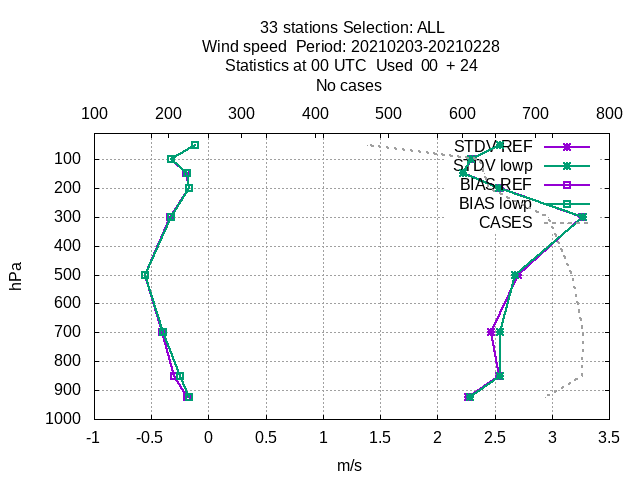 33 stations Selection: ALL
Wind speed  Period: 20210203-20210228
Statistics at 00 UTC  Used  00  + 24
No cases
100 200 300 400 500 600 700 800
STDV REF
STDV lowp
BIAS REF
BIAS lowp
CASES
100
200
300
400
500
600
700
800
900
1000
hPa
-1 -0.5 0 0.5 1 1.5 2 2.5 3 3.5
m/s